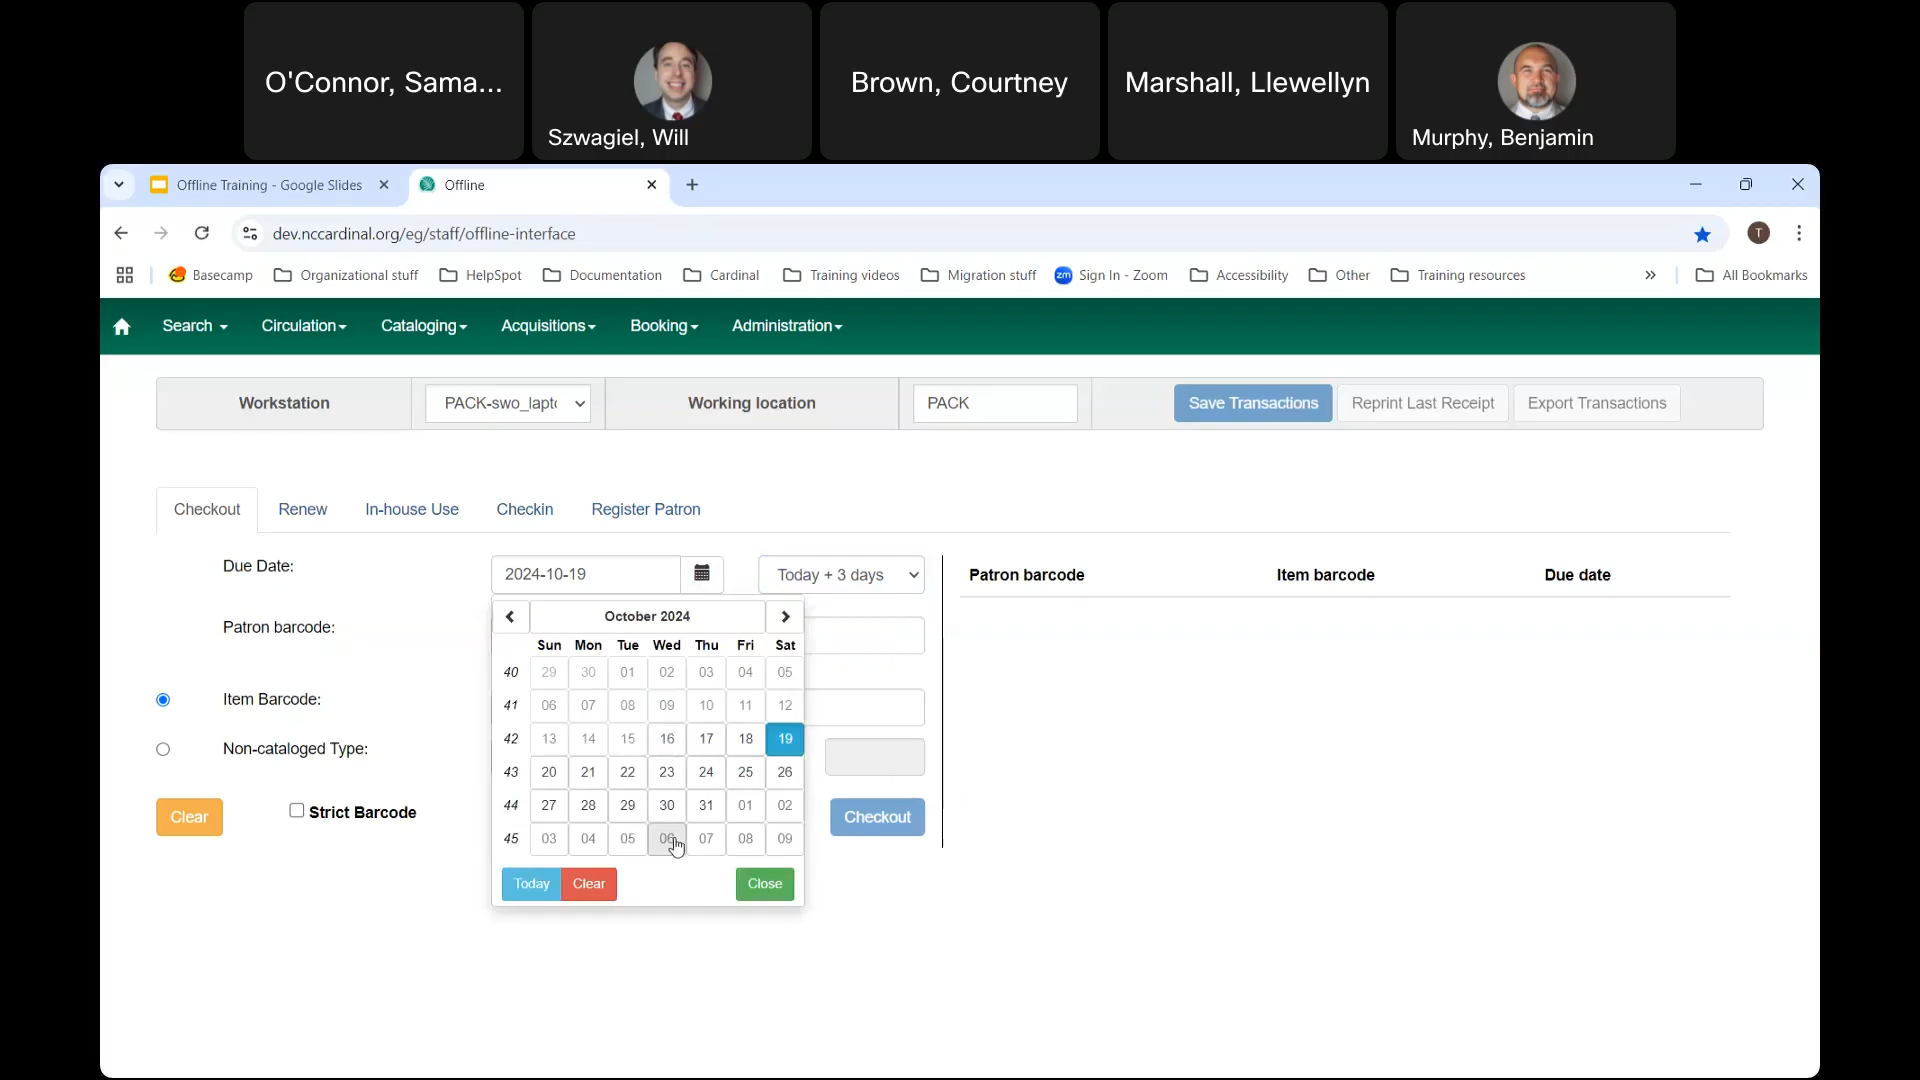 O'Connor, Sama...
Szwagiel, Will
Brown, Courtney
Marshall, Llewellyn
Murphy, Benjamin
Offline Training - Google Slides
Offline
dev.nccardinal.org/eg/staff/offline-interface
T
Basecamp
Organizational stuff
HelpSpot
Documentation
Cardinal
Training videos
Migration stuff
zm
Sign In - Zoom
Accessibility
Other
Training resources
All Bookmarks
Search
Circulation
Cataloging
Acquisitions
Booking
Administration
Workstation
PACK-swo_lapt
Working location
PACK
Save Transactions
Reprint Last Receipt
Export Transactions
Checkout
Renew
In-house Use
Checkin
Register Patron
Due Date:
2024-10-19
Today + 3 days
Patron barcode
Item barcode
Due date
Patron barcode:
Item Barcode:
Non-cataloged Type:
Clear
Strict Barcode
Checkout
October 2024
Sun Mon Tue Wed Thu Fri Sat
40 29 30 01 02 03 04 05
41 06 07 08 09 10 11 12
42 13 14 15 16 17 18 19
43 20 21 22 23 24 25 26
44 27 28 29 30 31 01 02
45 03 04 05 06 07 08 09
Today
Clear
Close